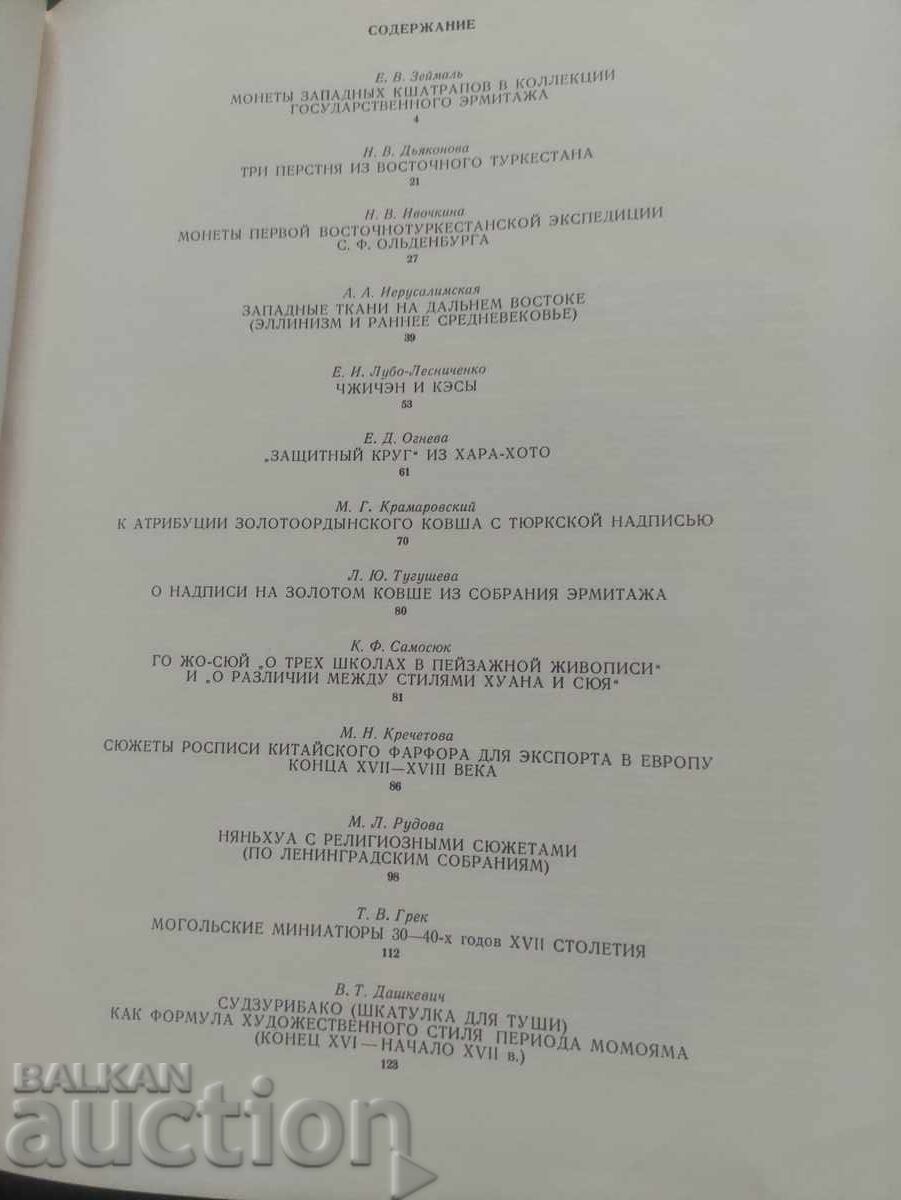 СОДЕРЖАНИЕ
Е. В. Зеймаль
МОНЕТЫ ЗАПАДНЫХ КШАТРАПОВ В КОЛЛЕКЦИИ
ГОСУДАРСТВЕННОГО ЭРМИТАЖА
4
Н. В. Дьяконова
ТРИ ПЕРСТНЯ ИЗ ВОСТОЧНОГО ТУРКЕСТАНА
21
Н. В. Ивочкина
МОНЕТЫ ПЕРВОЙ ВОСТОЧНОТУРКЕСТАНСКОЙ ЭКСПЕДИЦИИ
С. Ф. ОЛЬДЕНБУРГА
27
А. А. Иерусалимская
ЗАПАДНЫЕ ТКАНИ НА ДАЛЬНЕМ ВОСТОКЕ
(ЭЛЛИНИЗМ И РАННЕЕ СРЕДНЕВЕКОВЬЕ)
39
Е. И. Лубо-Лесниченко
ЧЖИЧЭН И КЭСЫ
53
Е. Д. Огнева
„ЗАЩИТНЫЙ КРУГ“ ИЗ ХАРА-ХОТО
61
М. Г. Крамаровский
К АТРИБУЦИИ ЗОЛОТООРДЫНСКОГО КОВША С ТЮРКСКОЙ НАДПИСЬЮ
70
Л. Ю. Тугушева
О НАДПИСИ НА ЗОЛОТОМ КОВШЕ ИЗ СОБРАНИЯ ЭРМИТАЖА
80
К. Ф. Самосюк
ГО ЖО-СЮЙ „О ТРЕХ ШКОЛАХ В ПЕЙЗАЖНОЙ ЖИВОПИСИ“
И „О РАЗЛИЧИИ МЕЖДУ СТИЛЯМИ ХУАНА И СЮЯ“
81
М. Н. Кречетова
СЮЖЕТЫ РОСПИСИ КИТАЙСКОГО ФАРФОРА ДЛЯ ЭКСПОРТА В ЕВРОПУ
КОНЦА XVII—XVIII ВЕКА
86
М. Л. Рудова
НЯНЬХУА С РЕЛИГИОЗНЫМИ СЮЖЕТАМИ
(ПО ЛЕНИНГРАДСКИМ СОБРАНИЯМ)
98
Т. В. Грек
МОГОЛЬСКИЕ МИНИАТЮРЫ 30—40-х годов XVII СТОЛЕТИЯ
112
В. Т. Дашкевич
СУДЗУРИБАКО (ШКАТУЛКА ДЛЯ ТУШИ)
КАК ФОРМУЛА ХУДОЖЕСТВЕННОГО СТИЛЯ ПЕРИОДА МОМОЯМА
(КОНЕЦ XVI — НАЧАЛО XVII в.)
123
BALKAN
auction